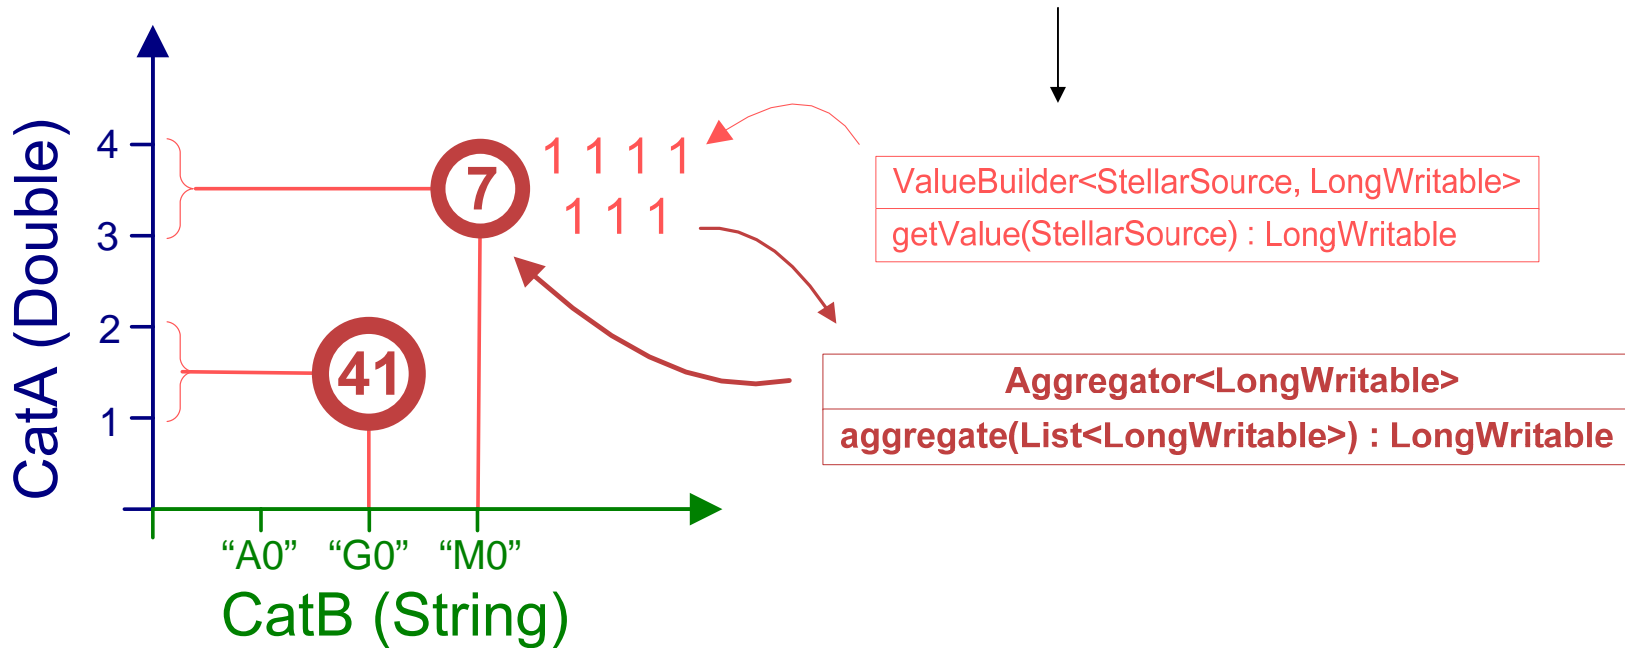 CatA (Double)
4
3
2
1
7
1 1 1 1
1 1 1
41
ValueBuilder<StellarSource, LongWritable>
getValue(StellarSource) : LongWritable
Aggregator<LongWritable>
aggregate(List<LongWritable>) : LongWritable
“A0” “G0” “M0”
CatB (String)